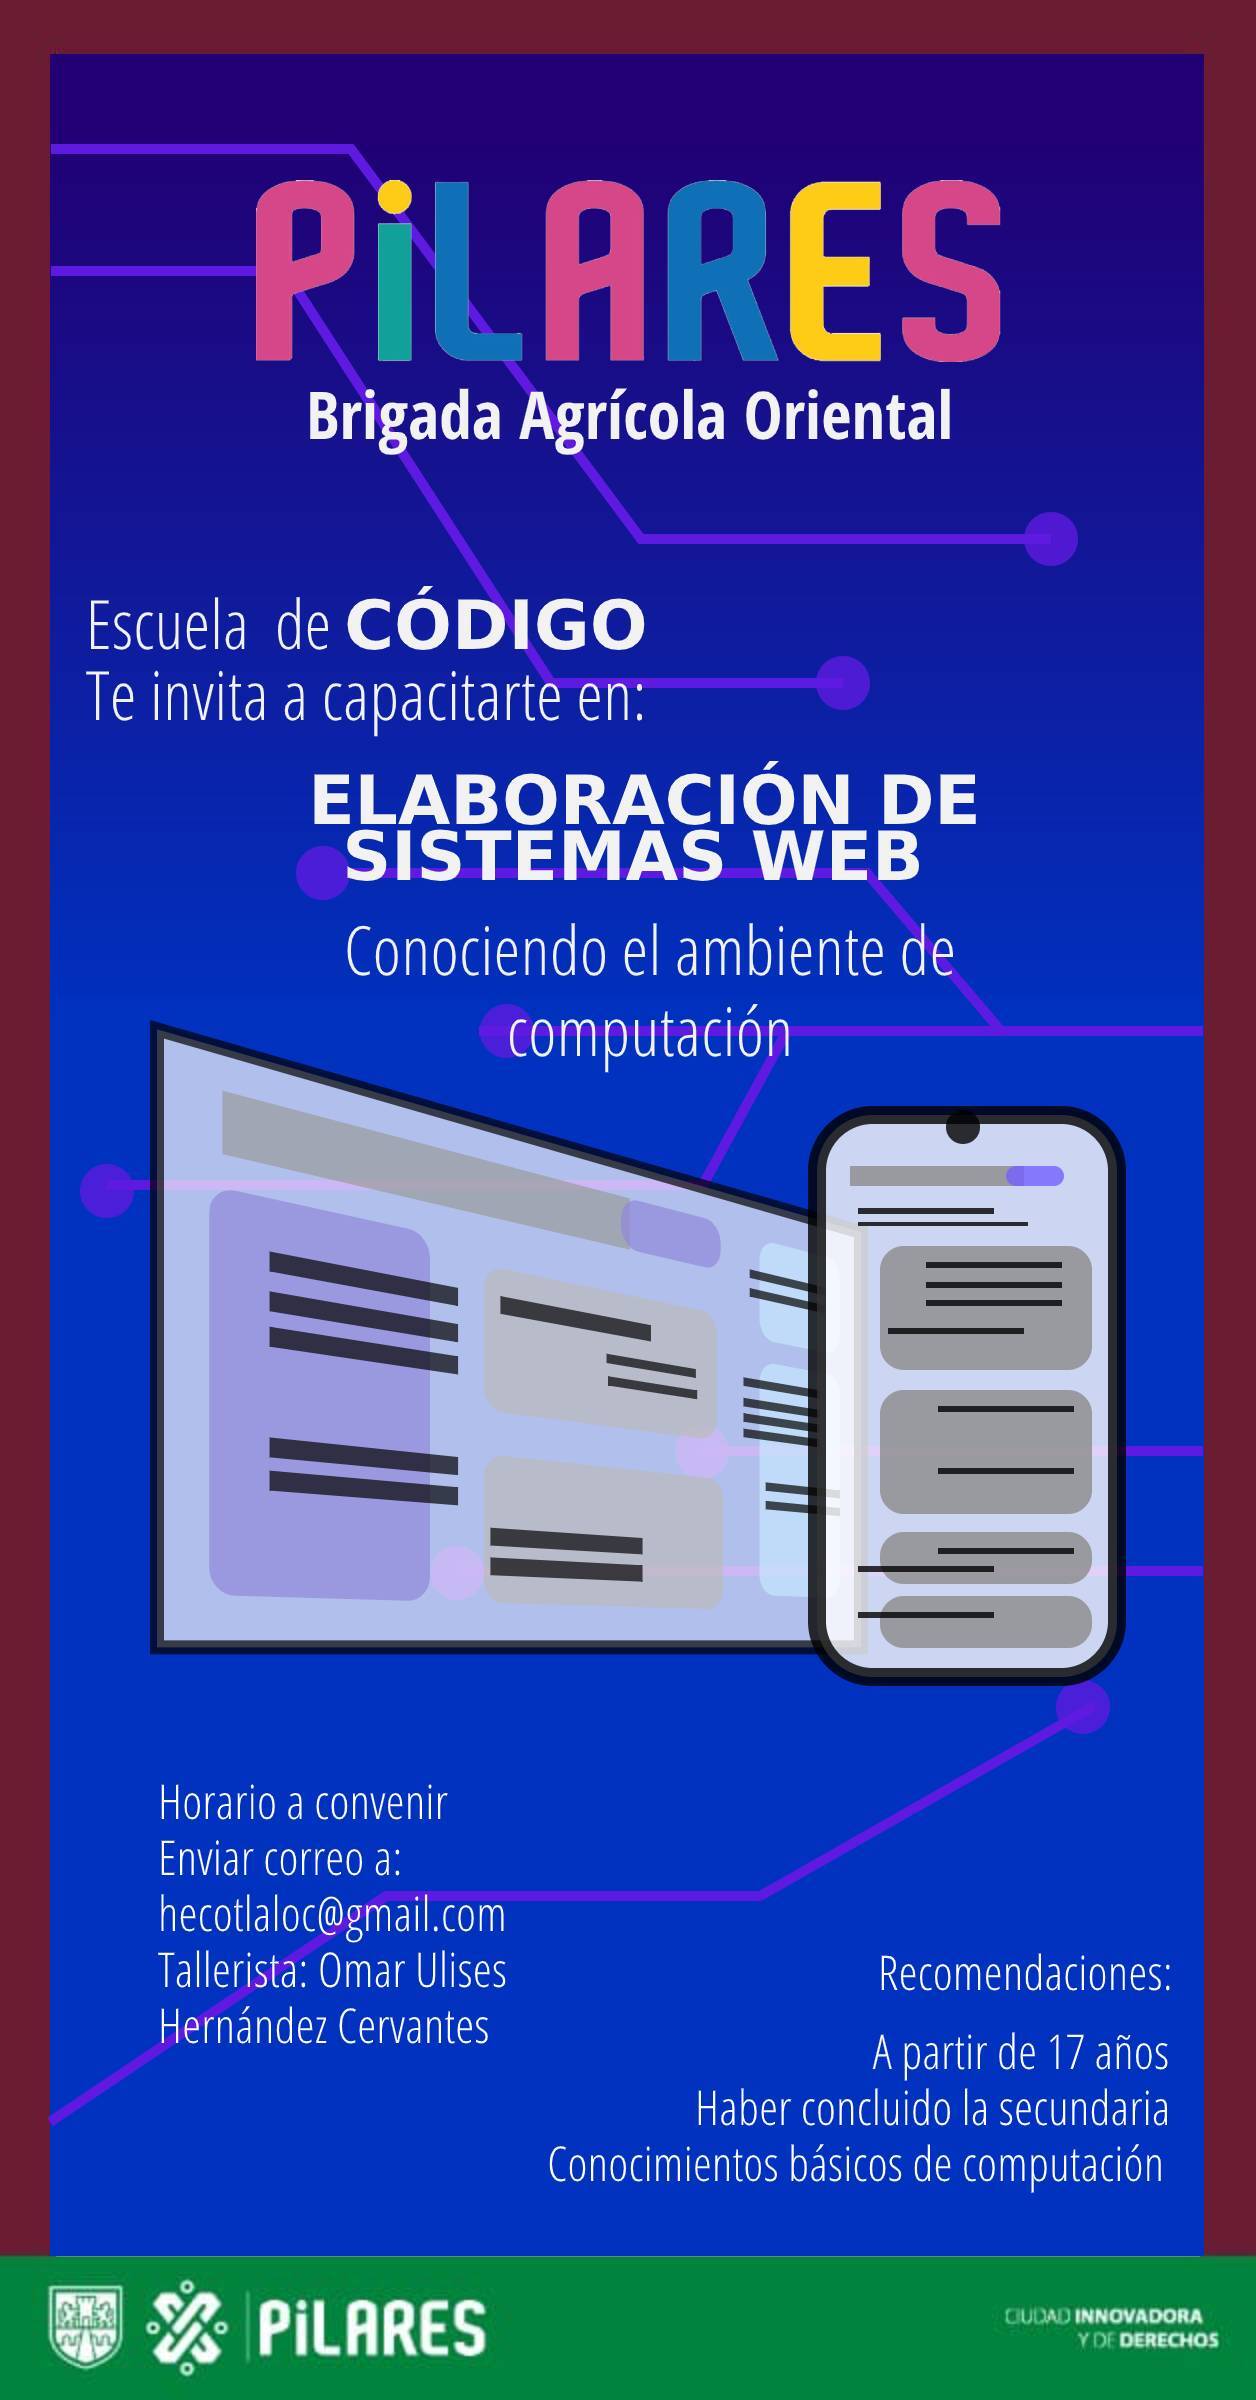 PiLARES
Brigada Agrícola Oriental
Escuela de CÓDIGO
Te invita a capacitarte en:
ELABORACIÓN DE
SISTEMAS WEB
Conociendo el ambiente de
computación
Horario a convenir
Enviar correo a:
hecotlaloc@gmail.com
Tallerista: Omar Ulises
Hernández Cervantes
Recomendaciones:
A partir de 17 años
Haber concluido la secundaria
Conocimientos básicos de computación
PiLARES
CIUDAD INNOVADORA
Y DE DERECHOS